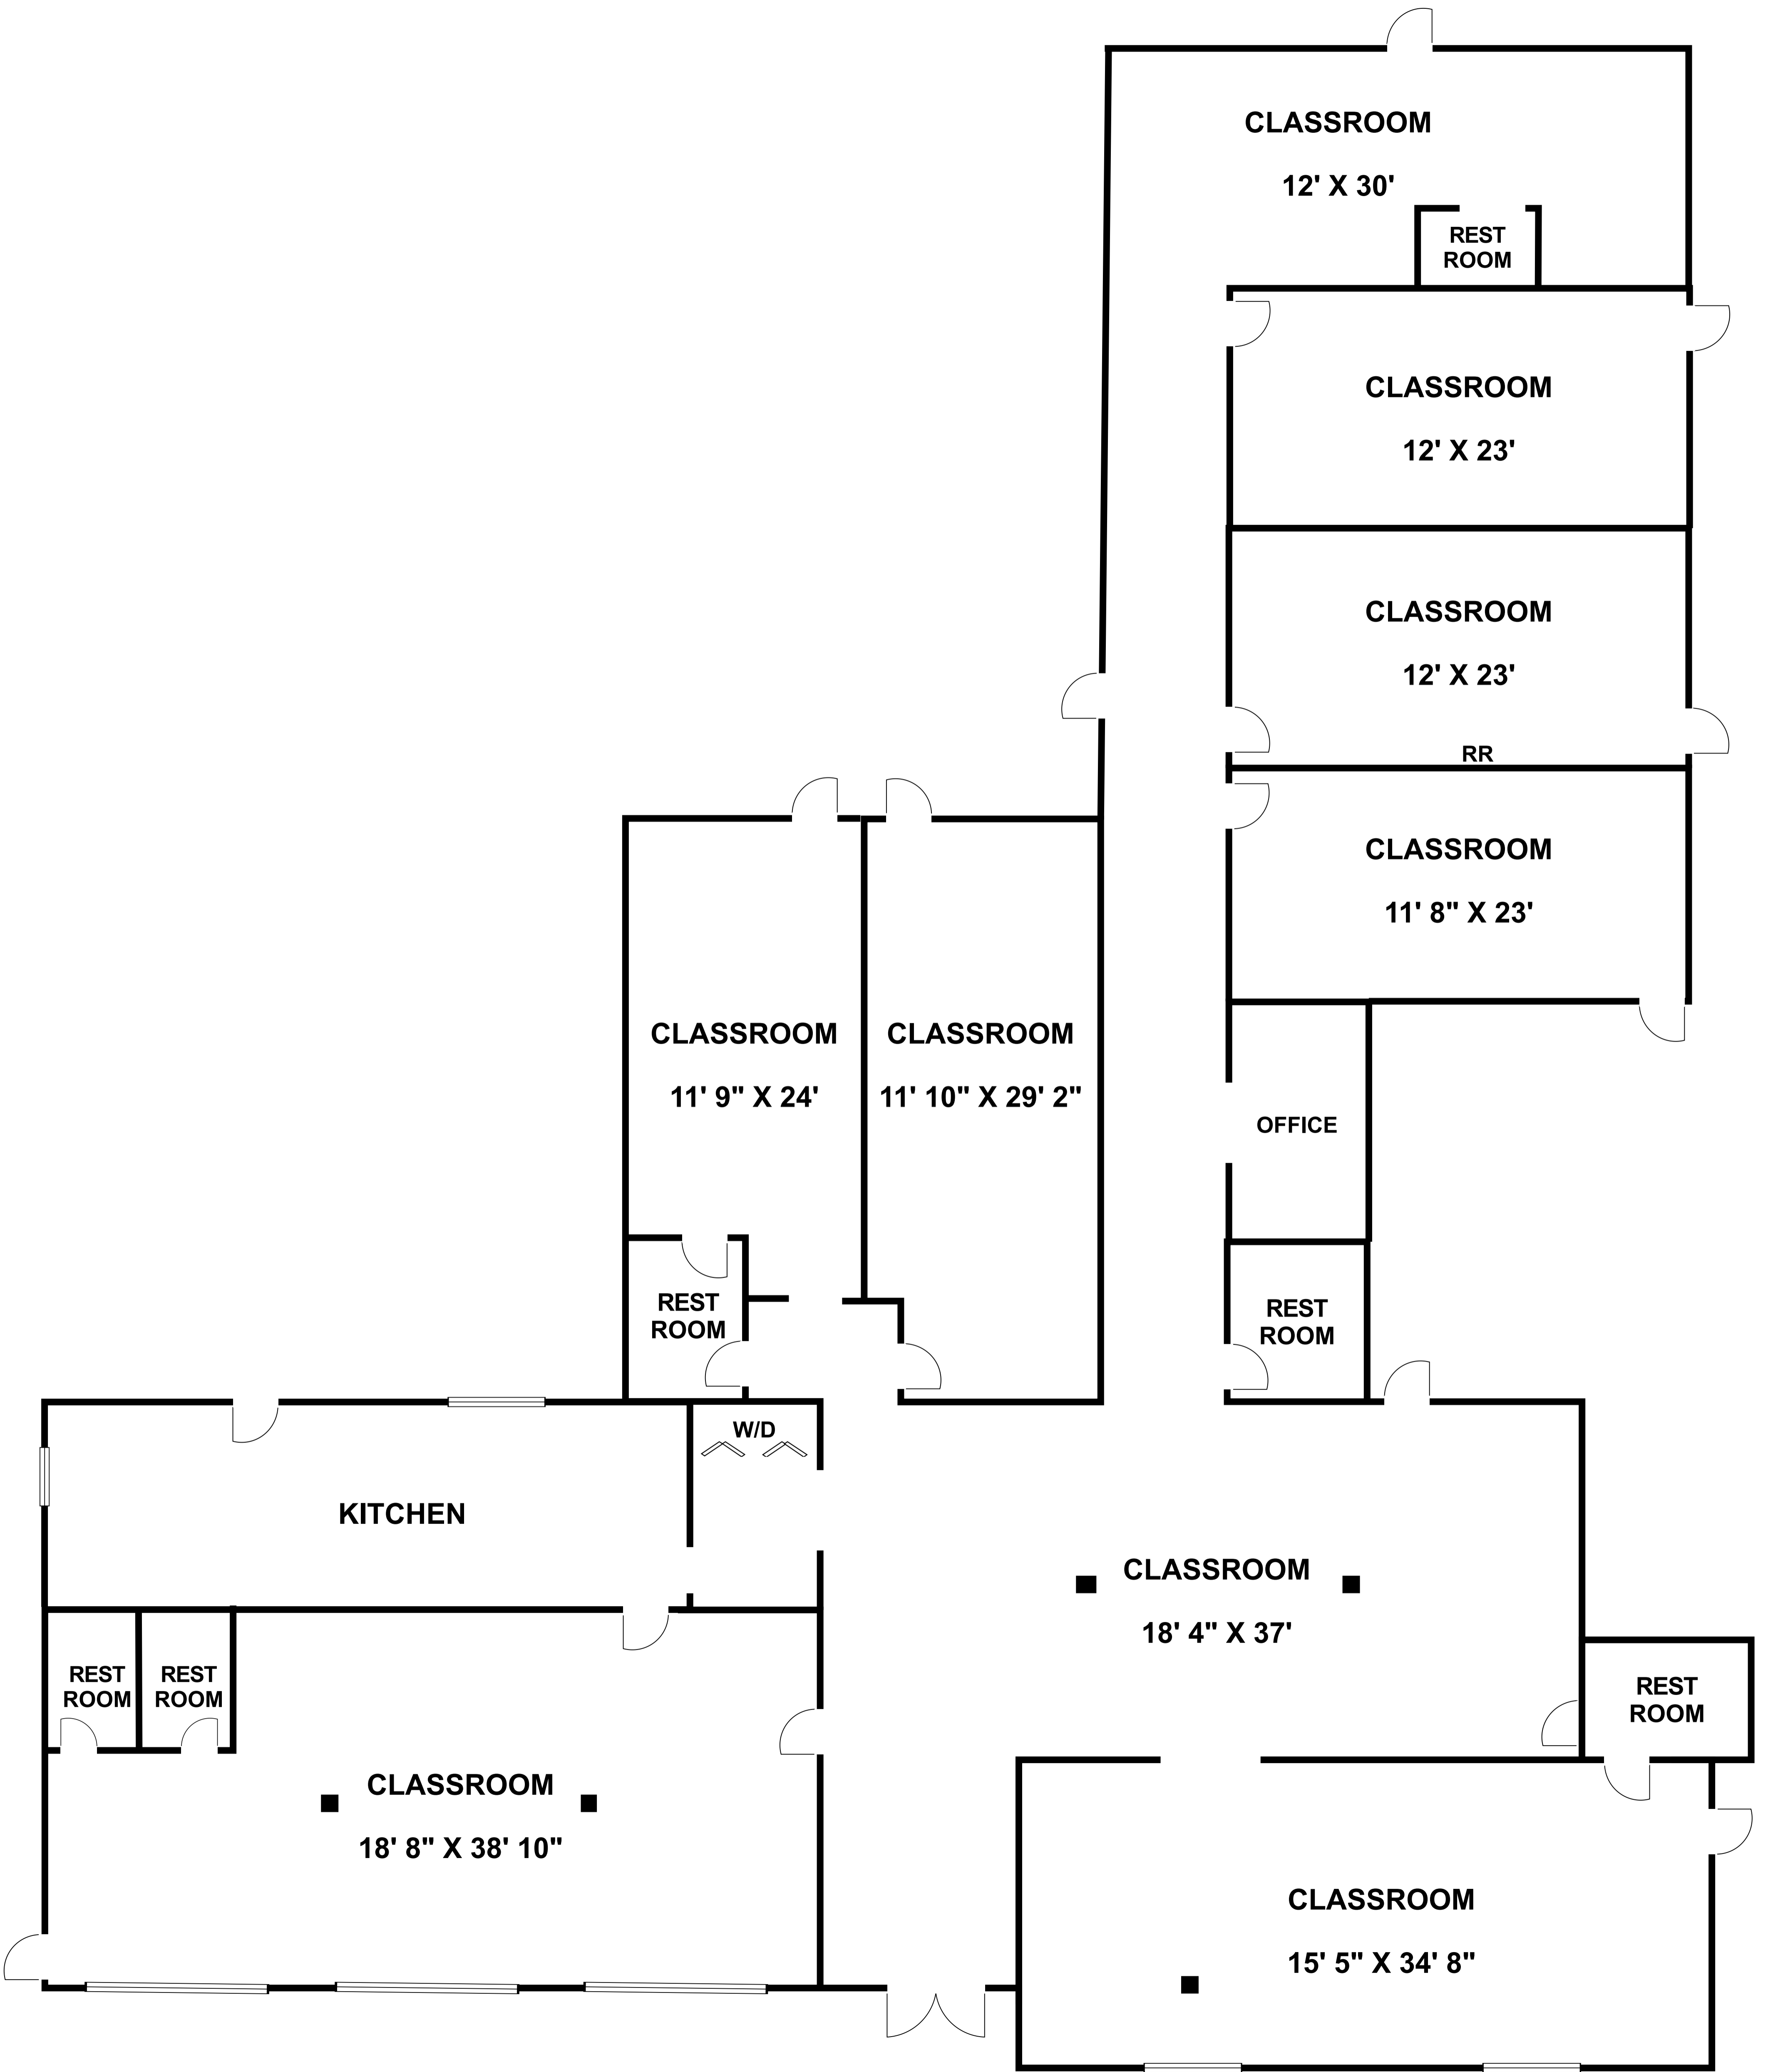 CLASSROOM
12' X 30'
REST
ROOM
CLASSROOM
12' X 23'
CLASSROOM
12' X 23'
RR
CLASSROOM
11' 8" X 23'
CLASSROOM
11' 9" X 24'
CLASSROOM
11' 10" X 29' 2"
OFFICE
REST
ROOM
REST
ROOM
W/D
KITCHEN
CLASSROOM
18' 4" X 37'
REST
ROOM
REST
ROOM
REST
ROOM
CLASSROOM
18' 8" X 38' 10"
CLASSROOM
15' 5" X 34' 8"